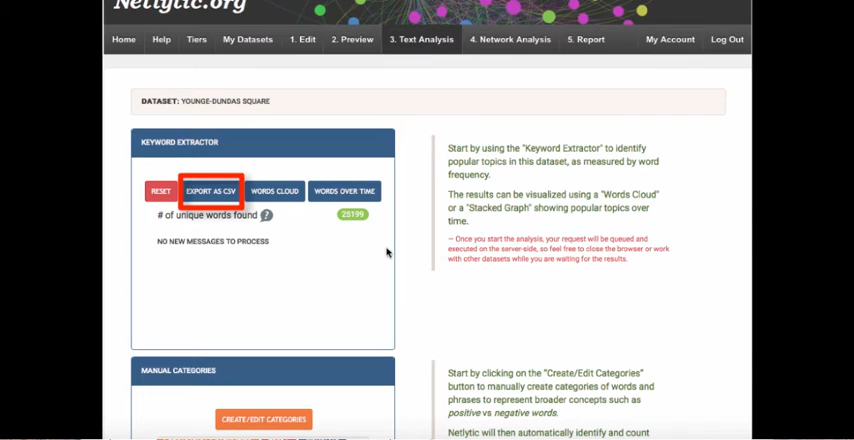 Netlytic.org
Home Help Tiers My Datasets 1. Edit 2. Preview 3. Text Analysis 4. Network Analysis 5. Report My Account Log Out
DATASET: YOUNGE-DUNDAS SQUARE
KEYWORD EXTRACTOR
RESET EXPORT AS CSV WORDS CLOUD WORDS OVER TIME
# of unique words found ? 25199
NO NEW MESSAGES TO PROCESS
Start by using the "Keyword Extractor" to identify
popular topics in this dataset, as measured by word
frequency.
The results can be visualized using a "Words Cloud"
or a "Stacked Graph" showing popular topics over
time.
— Once you start the analysis, your request will be queued and
executed on the server-side, so feel free to close the browser or work
with other datasets while you are waiting for the results.
MANUAL CATEGORIES
CREATE/EDIT CATEGORIES
Start by clicking on the "Create/Edit Categories"
button to manually create categories of words and
phrases to represent broader concepts such as
positive vs negative words.
Netlytic will then automatically identify and count